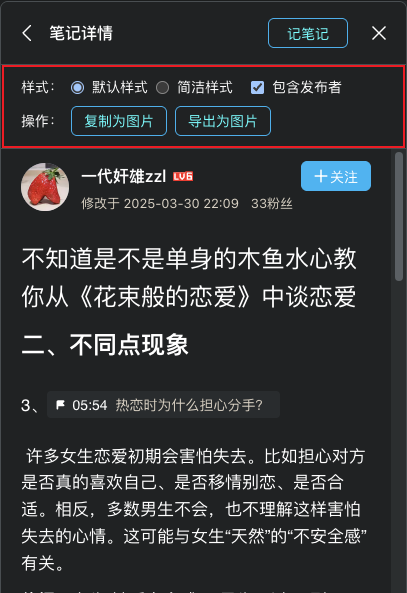 笔记详情 记笔记
样式： 默认样式 简洁样式 包含发布者
操作： 复制为图片 导出为图片
一代奸雄zzl LV6
+关注
修改于 2025-03-30 22:09 33粉丝
不知道是不是单身的木鱼水心教
你从《花束般的恋爱》中谈恋爱
二、不同点现象
3、 05:54 热恋时为什么担心分手?
许多女生恋爱初期会害怕失去。比如担心对方
是否真的喜欢自己、是否移情别恋、是否合
适。相反，多数男生不会，也不理解这样害怕
失去的心情。这可能与女生“天然”的“不安全感”
有关。